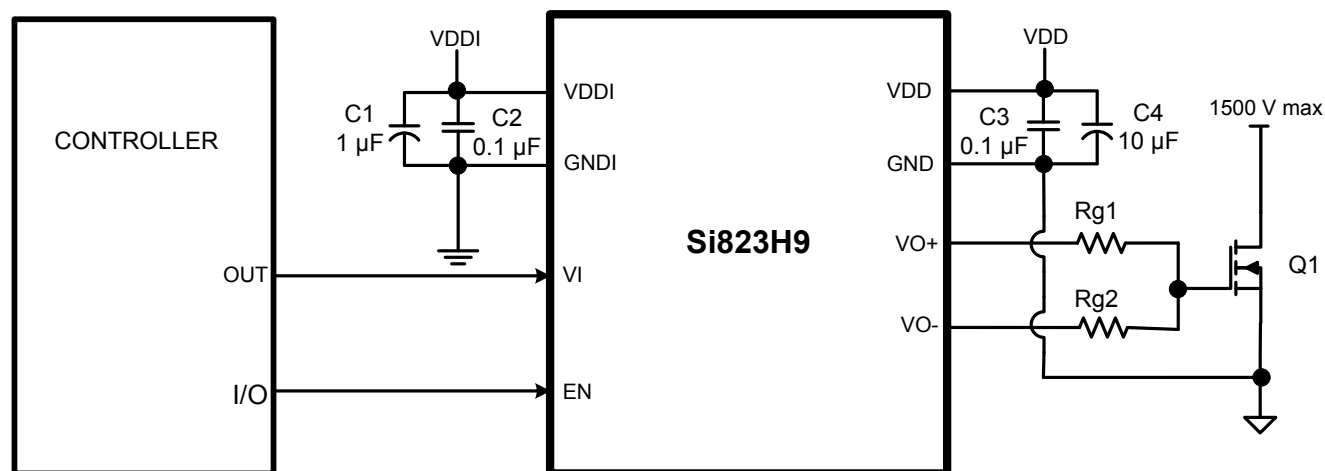 CONTROLLER
OUT
I/O
VDDI
C1
1 µF
C2
0.1 µF
VDDI
GNDI
VI
EN
Si823H9
VDD
GND
VO+
VO-
VDD
C3
0.1 µF
C4
10 µF
1500 V max
Rg1
Rg2
Q1